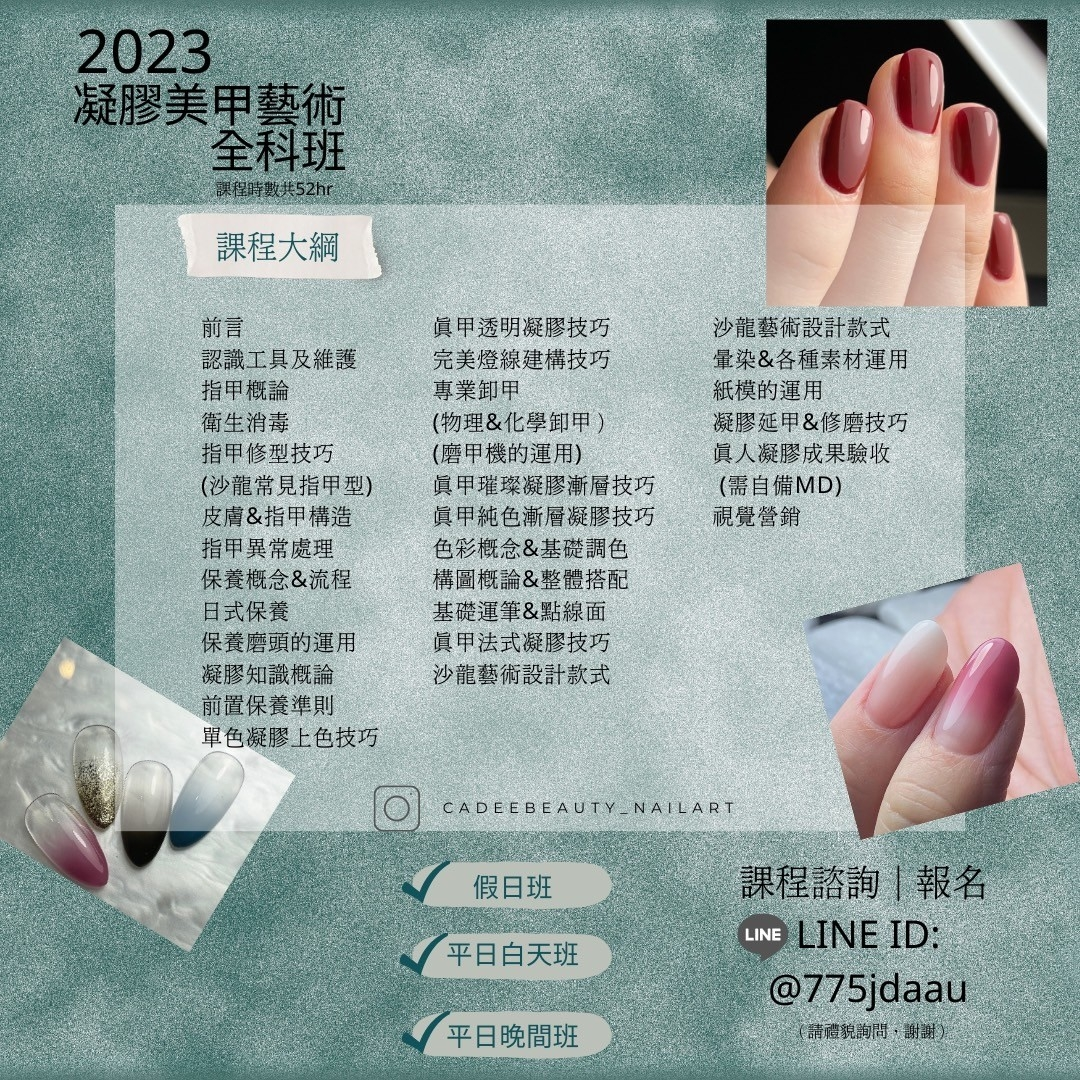 2023
凝膠美甲藝術
全科班
課程時數共52hr
課程大綱
前言
認識工具及維護
指甲概論
衛生消毒
指甲修型技巧
(沙龍常見指甲型)
皮膚&指甲構造
指甲異常處理
保養概念&流程
日式保養
保養磨頭的運用
凝膠知識概論
前置保養準則
單色凝膠上色技巧
真甲透明凝膠技巧
完美燈線建構技巧
專業卸甲
(物理&化學卸甲)
(磨甲機的運用)
真甲璀璨凝膠漸層技巧
真甲純色漸層凝膠技巧
色彩概念&基礎調色
構圖概論&整體搭配
基礎運筆&點線面
真甲法式凝膠技巧
沙龍藝術設計款式
沙龍藝術設計款式
暈染&各種素材運用
紙模的運用
凝膠延甲&修磨技巧
真人凝膠成果驗收
(需自備MD)
視覺營銷
CADEEBEAUTY_NAILART
假日班
平日白天班
平日晚間班
課程諮詢｜報名
LINE LINE ID:
@775jdaau
(請禮貌詢問・謝謝)